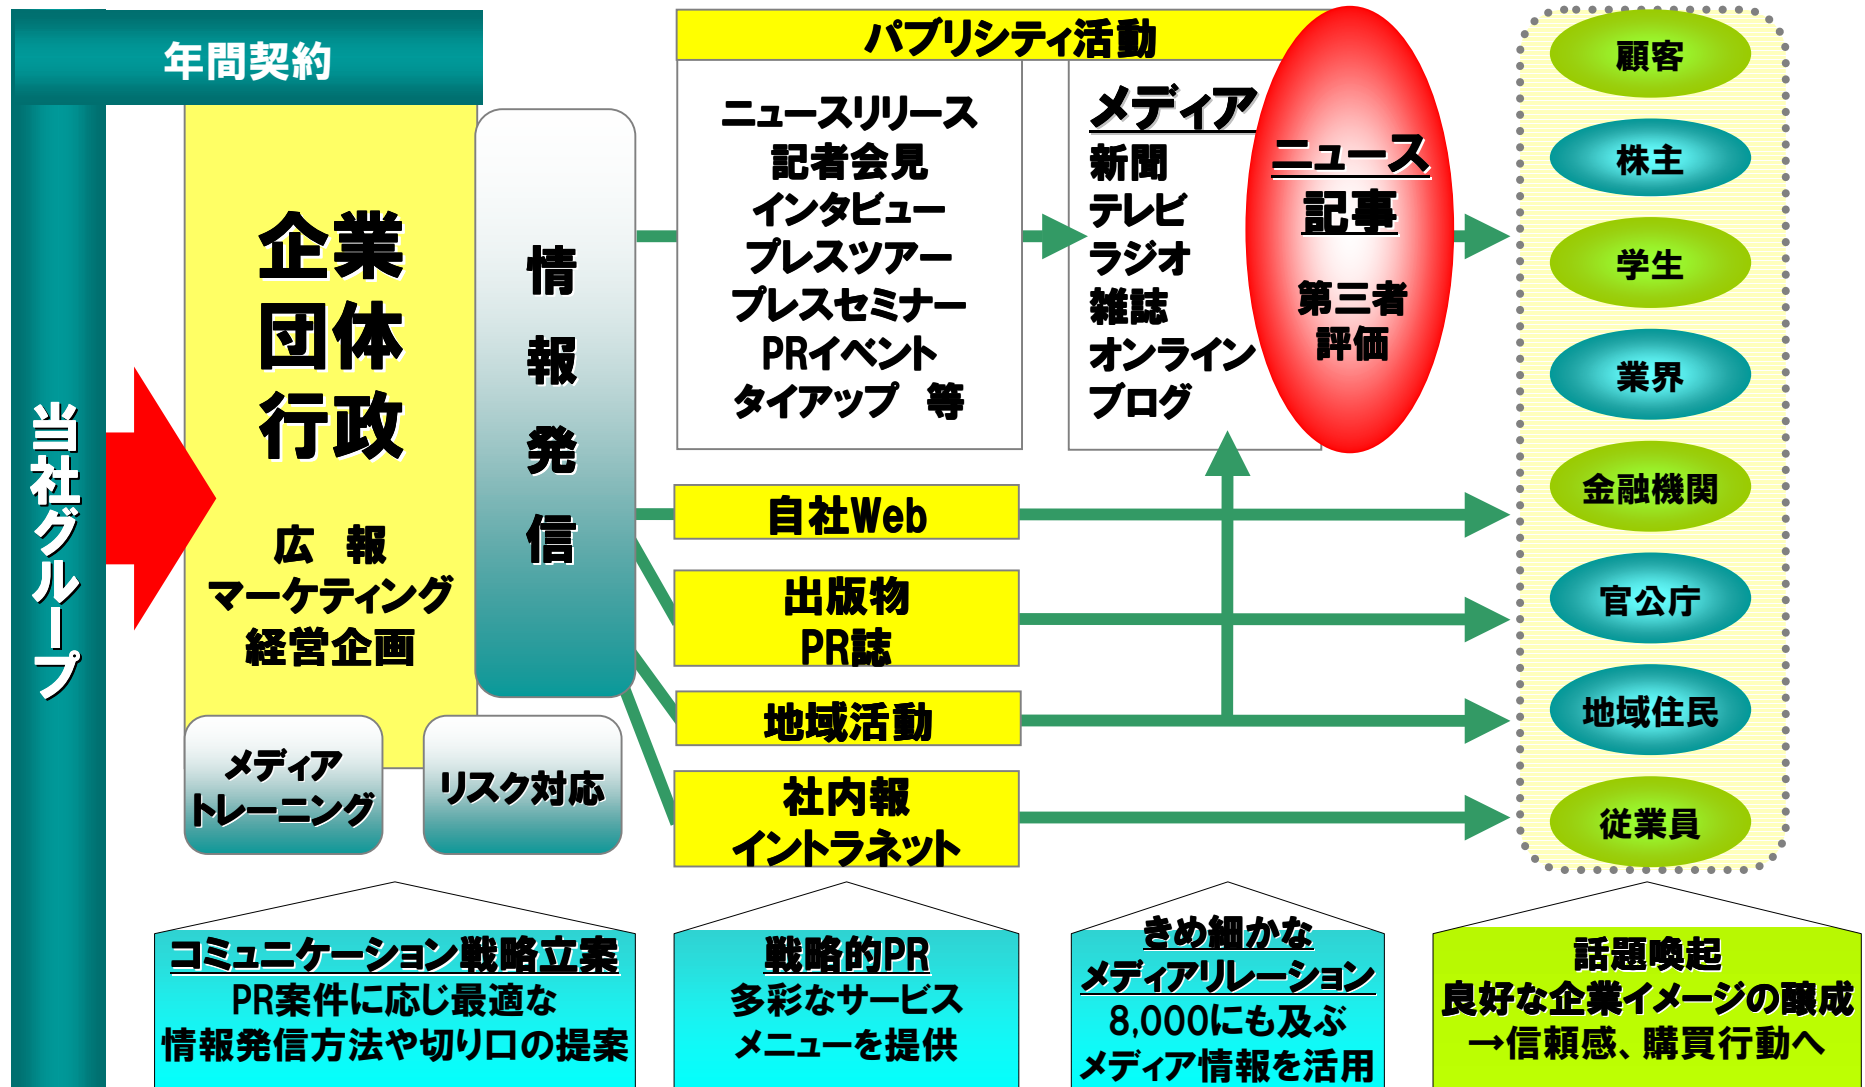 年間契約
当社グループ
企業
団体
行政
広　報
マーケティング
経営企画
メディア
トレーニング
リスク対応
情報発信
パブリシティ活動
ニュースリリース
記者会見
インタビュー
プレスツアー
プレスセミナー
PRイベント
タイアップ　等
メディア
新聞
テレビ
ラジオ
雑誌
オンライン
ブログ
ニュース
記事
第三者
評価
自社Web
出版物
PR誌
地域活動
社内報
イントラネット
顧客
株主
学生
業界
金融機関
官公庁
地域住民
従業員
コミュニケーション戦略立案
PR案件に応じ最適な
情報発信方法や切り口の提案
戦略的PR
多彩なサービス
メニューを提供
きめ細かな
メディアリレーション
8,000にも及ぶ
メディア情報を活用
話題喚起
良好な企業イメージの醸成
→信頼感、購買行動へ